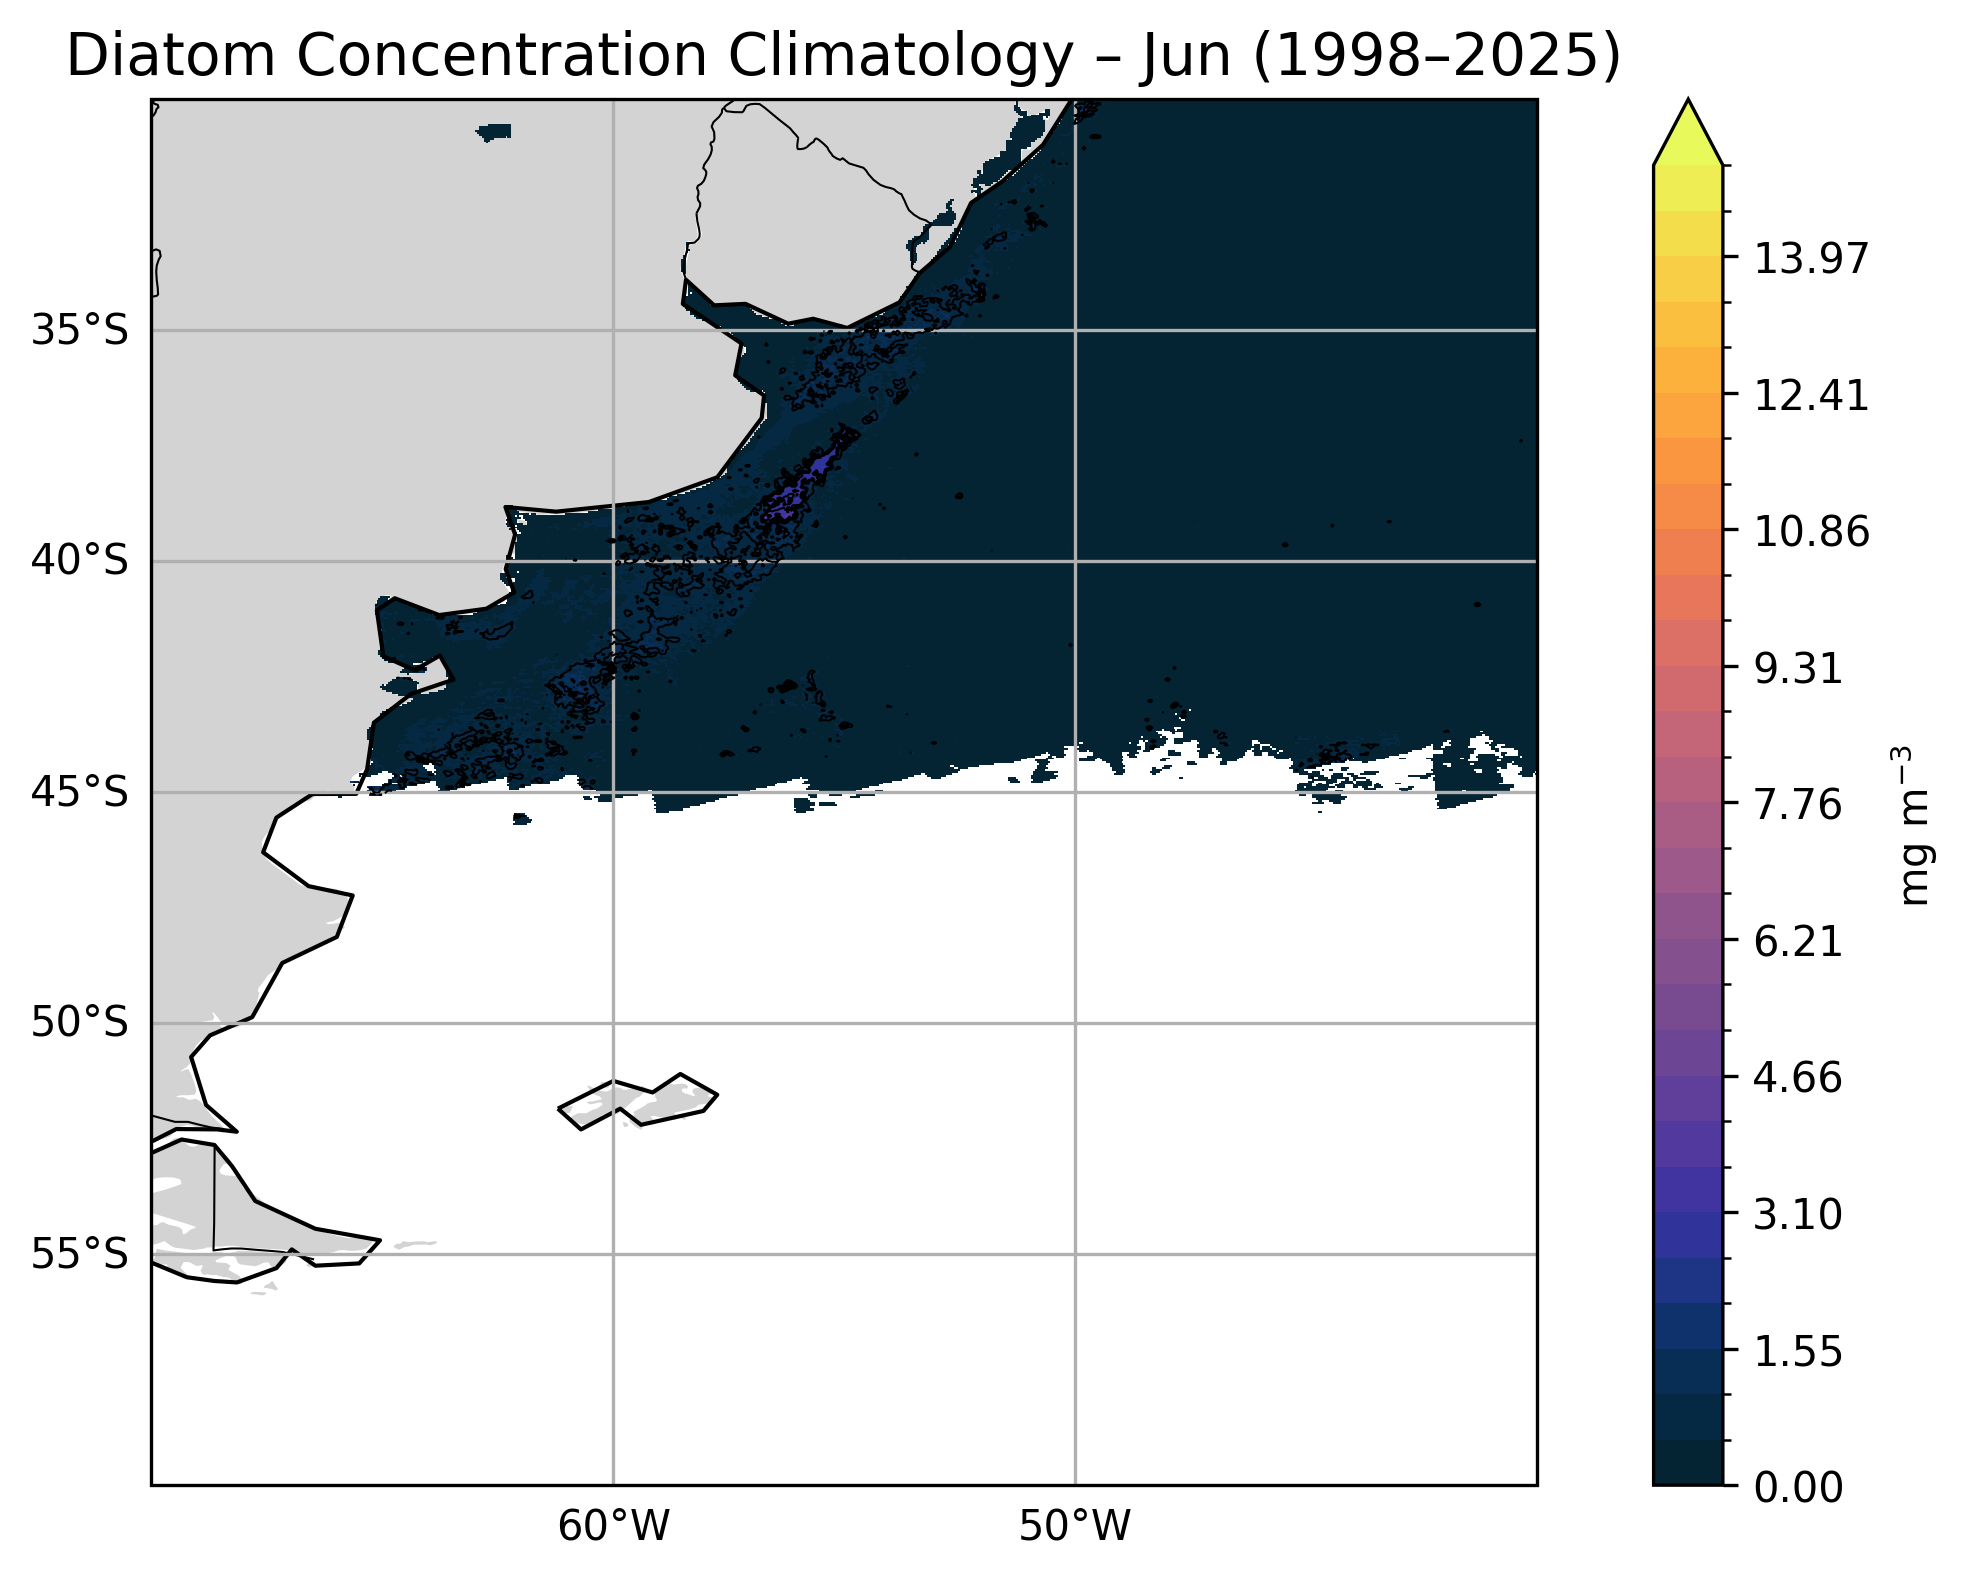 Diatom Concentration Climatology – Jun (1998–2025)
35°S
40°S
45°S
50°S
55°S
60°W
50°W
13.97
12.41
10.86
9.31
7.76
6.21
4.66
3.10
1.55
0.00
mg m⁻³